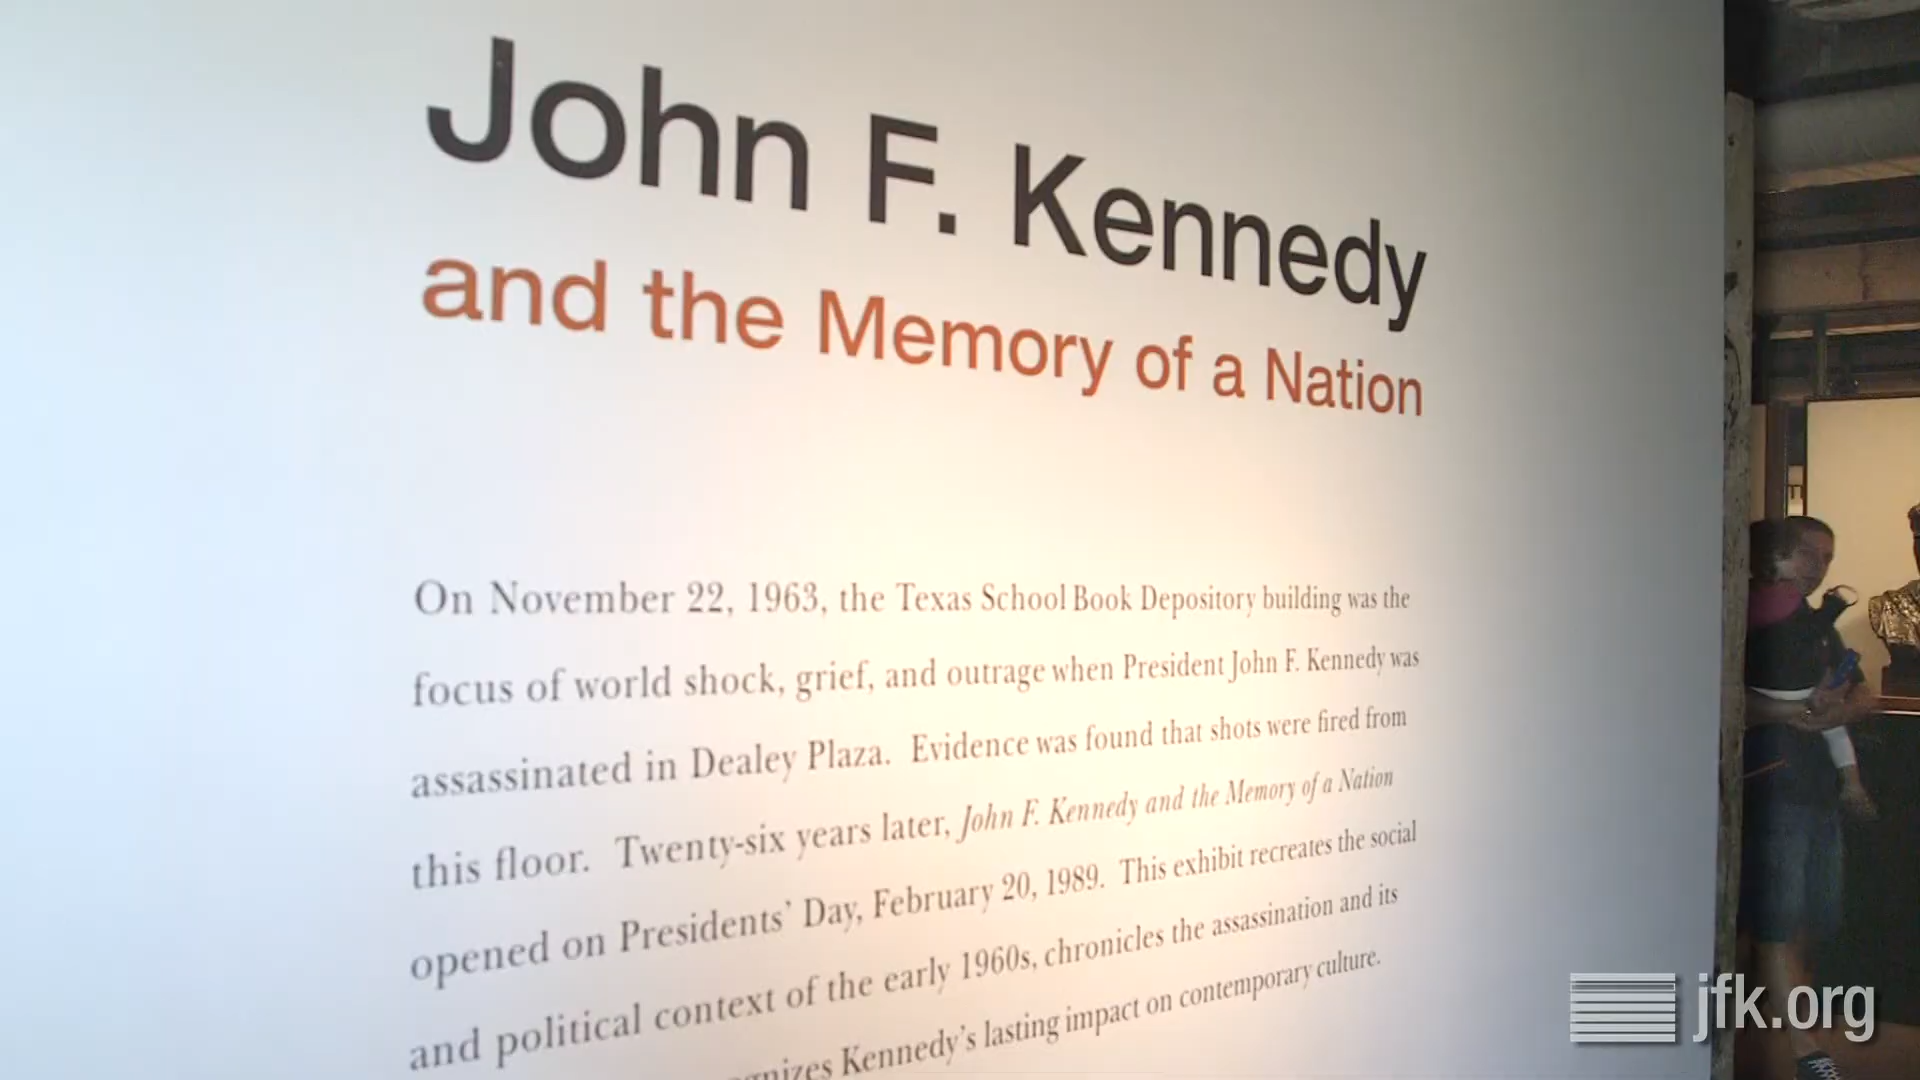 John F. Kennedy
and the Memory of a Nation
On November 22, 1963, the Texas School Book Depository building was the
focus of world shock, grief, and outrage when President John F. Kennedy was
assassinated in Dealey Plaza. Evidence was found that shots were fired from
this floor. Twenty-six years later, John F. Kennedy and the Memory of a Nation
opened on Presidents' Day, February 20, 1989. This exhibit recreates the social
and political context of the early 1960s, chronicles the assassination and its
Kennedy's lasting impact on contemporary culture.
jfk.org